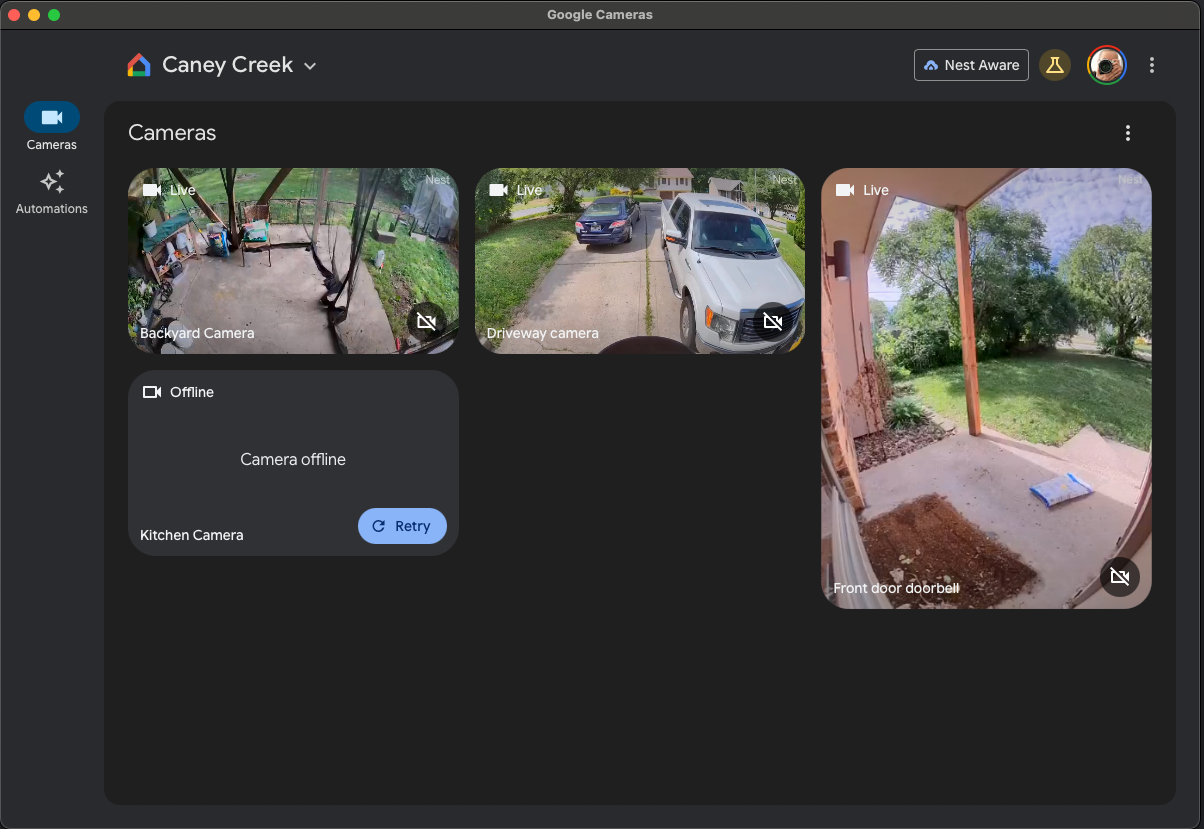 Google Cameras
Caney Creek
Nest Aware
Cameras
Automations
Cameras
Live
Nest
Backyard Camera
Live
Nest
Driveway camera
Live
Nest
Front door doorbell
Offline
Camera offline
Kitchen Camera
Retry